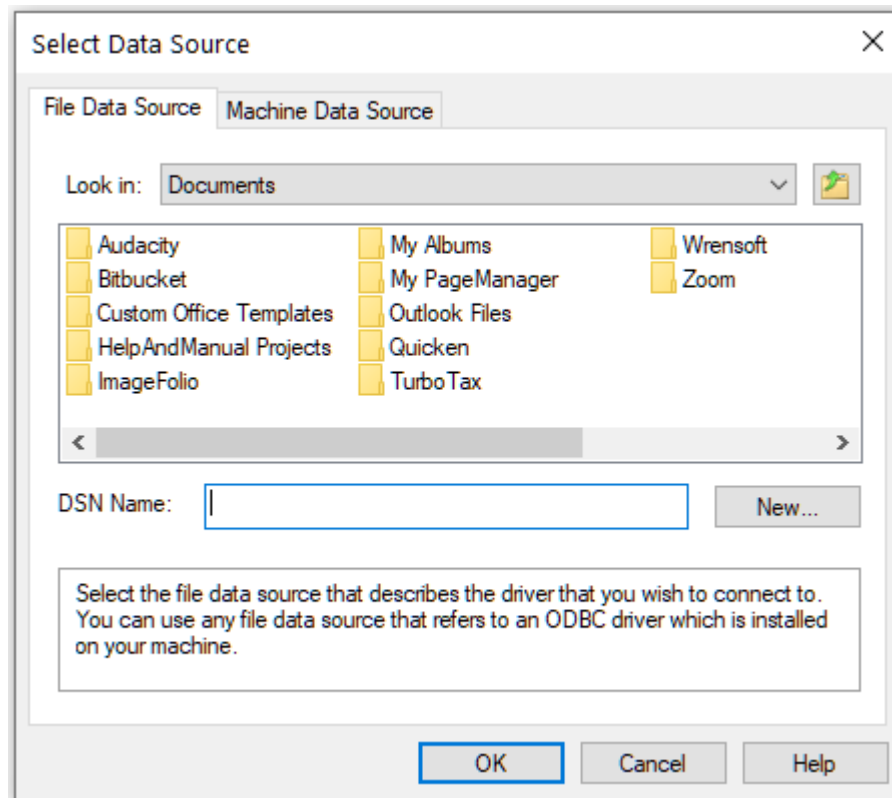 Select Data Source
File Data Source
Machine Data Source
Look in: Documents
Audacity
Bitbucket
Custom Office Templates
HelpAndManual Projects
ImageFolio
My Albums
My PageManager
Outlook Files
Quicken
TurboTax
Wrensoft
Zoom
DSN Name:
New...
Select the file data source that describes the driver that you wish to connect to.
You can use any file data source that refers to an ODBC driver which is installed
on your machine.
OK
Cancel
Help